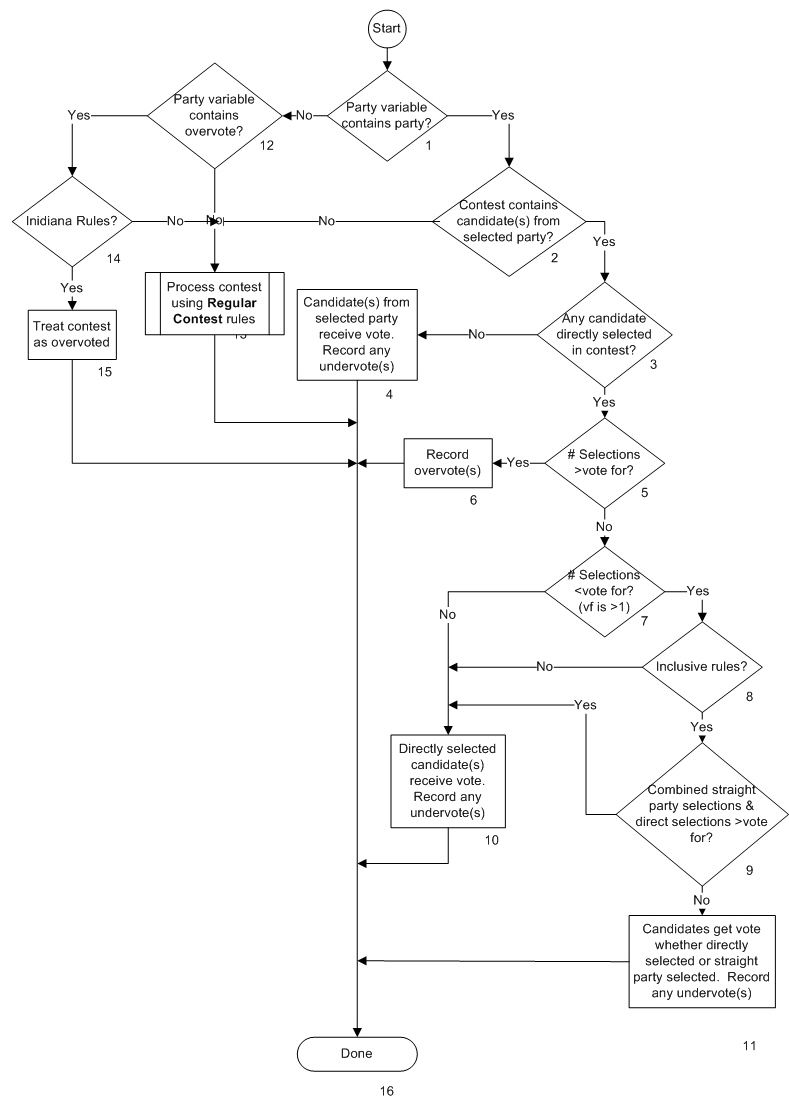 Start
Party variable
contains
overvote?
12
Yes
No
Party variable
contains party?
1
Yes
Inidiana Rules?
14
No
No
No
Contest contains
candidate(s) from
selected party?
2
Yes
Yes
Process contest
using Regular
Contest rules
13
Candidate(s) from
selected party
receive vote.
Record any
undervote(s)
4
No
Any candidate
directly selected
in contest?
3
Treat contest
as overvoted
15
Yes
Record
overvote(s)
6
Yes
# Selections
>vote for?
5
No
# Selections
<vote for?
(vf is >1)
7
No
Yes
No
Inclusive rules?
8
Yes
Yes
Directly selected
candidate(s)
receive vote.
Record any
undervote(s)
10
Combined straight
party selections &
direct selections >vote
for?
9
No
Candidates get vote
whether directly
selected or straight
party selected. Record
any undervote(s)
11
Done
16